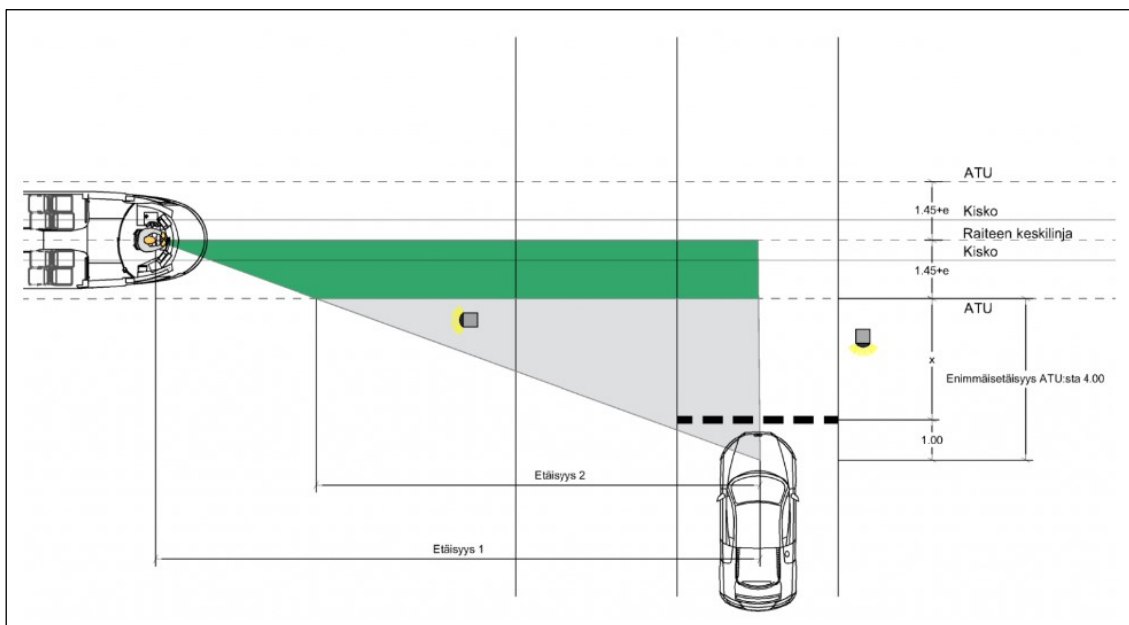 ATU
1.45+e
Kisko
Raiteen keskilinja
Kisko
1.45+e
ATU
x
Enimmäisetäisyys ATU:sta 4.00
1.00
Etäisyys 2
Etäisyys 1